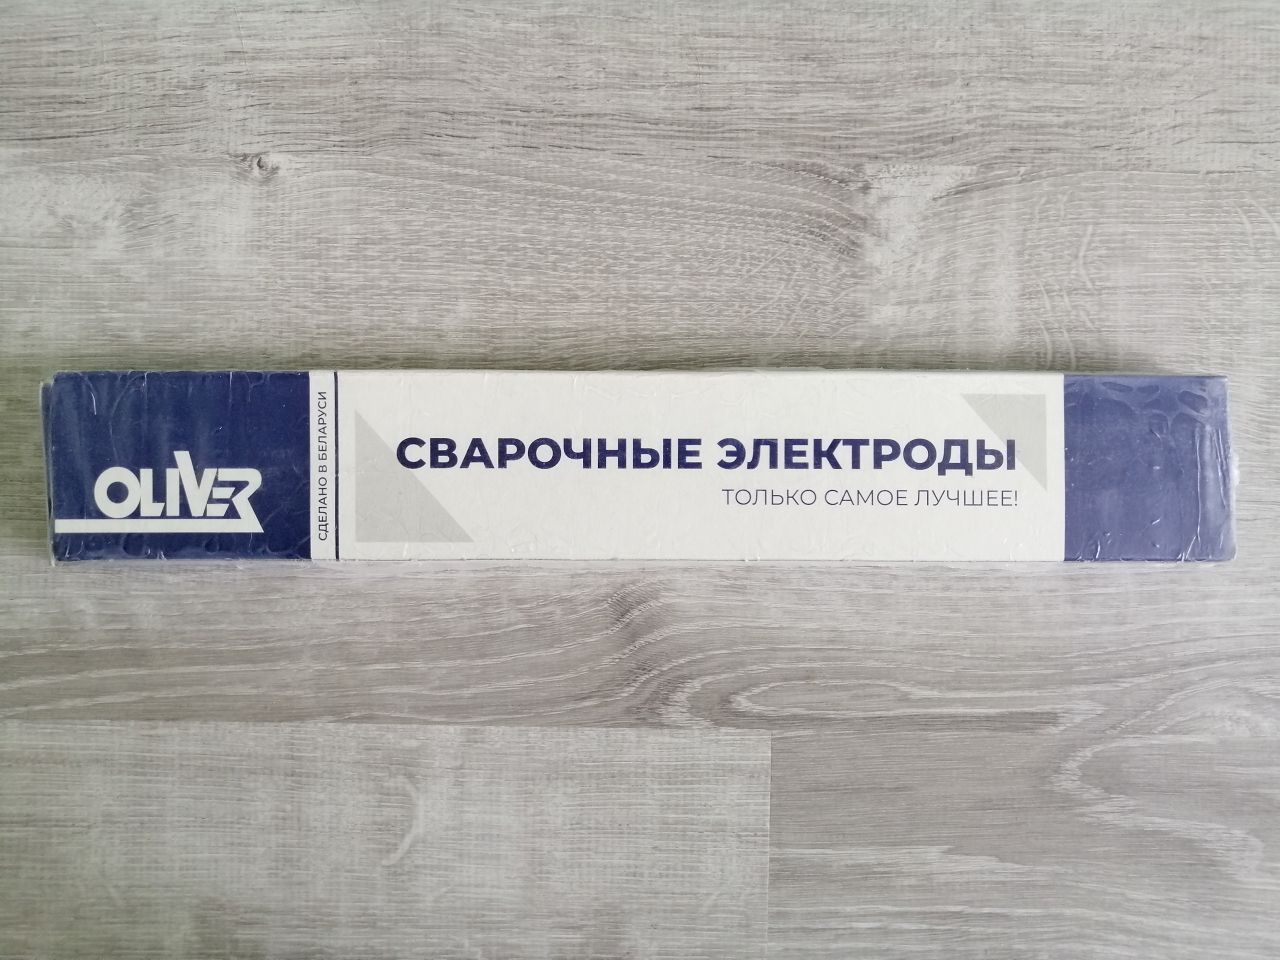 OLIVER
СДЕЛАНО В БЕЛАРУСИ
СВАРОЧНЫЕ ЭЛЕКТРОДЫ
ТОЛЬКО САМОЕ ЛУЧШЕЕ!